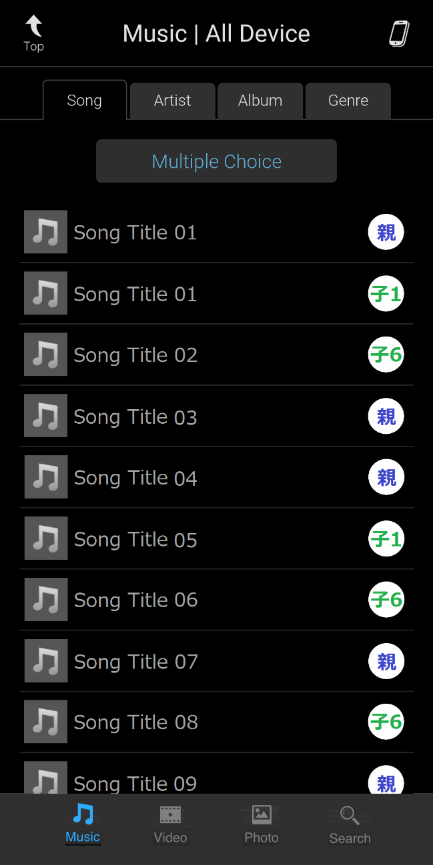 Top
Music | All Device
Song Artist Album Genre
Multiple Choice
Song Title 01 親
Song Title 01 子1
Song Title 02 子6
Song Title 03 親
Song Title 04 親
Song Title 05 子1
Song Title 06 子6
Song Title 07 親
Song Title 08 子6
Song Title 09 親
Music Video Photo Search